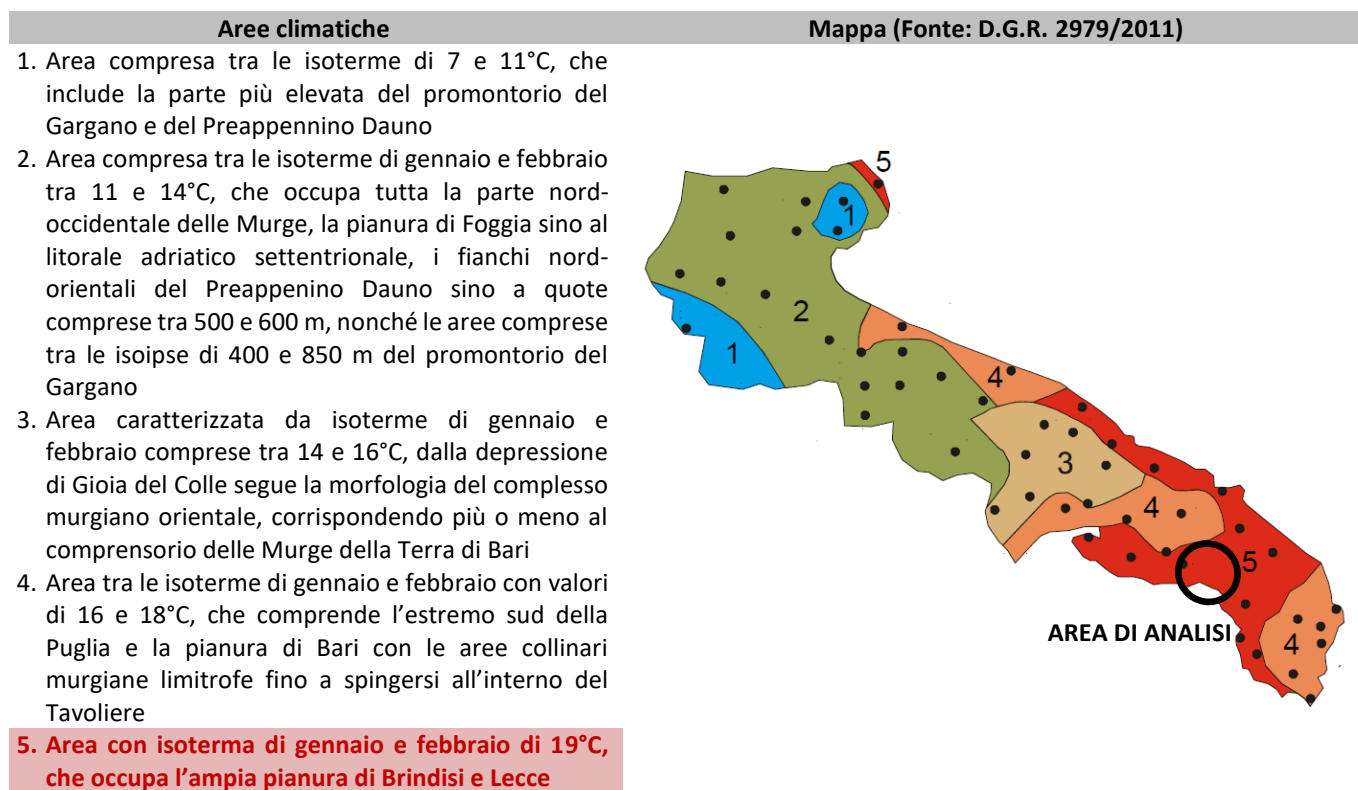 Aree climatiche
Mappa (Fonte: D.G.R. 2979/2011)
1. Area compresa tra le isoterme di 7 e 11°C, che
include la parte più elevata del promontorio del
Gargano e del Preappennino Dauno
2. Area compresa tra le isoterme di gennaio e febbraio
tra 11 e 14°C, che occupa tutta la parte nord-
occidentale delle Murge, la pianura di Foggia sino al
litorale adriatico settentrionale, i fianchi nord-
orientali del Preappenino Dauno sino a quote
comprese tra 500 e 600 m, nonché le aree comprese
tra le isoipse di 400 e 850 m del promontorio del
Gargano
3. Area caratterizzata da isoterme di gennaio e
febbraio comprese tra 14 e 16°C, dalla depressione
di Gioia del Colle segue la morfologia del complesso
murgiano orientale, corrispondendo più o meno al
comprensorio delle Murge della Terra di Bari
4. Area tra le isoterme di gennaio e febbraio con valori
di 16 e 18°C, che comprende l'estremo sud della
Puglia e la pianura di Bari con le aree collinari
murgiane limitrofe fino a spingersi all'interno del
Tavoliere
5. Area con isoterma di gennaio e febbraio di 19°C,
che occupa l'ampia pianura di Brindisi e Lecce
5
1
2
1
4
3
4
5
AREA DI ANALISI
4